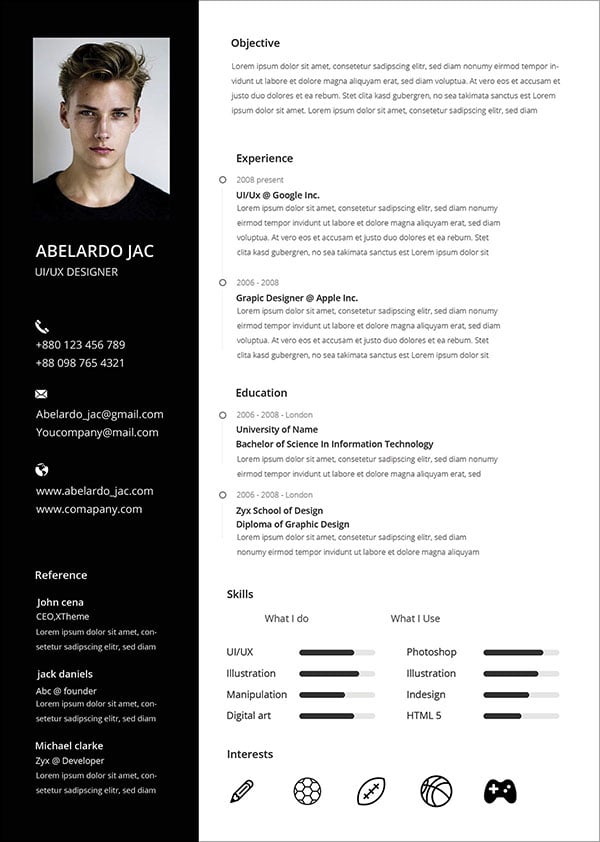 ABELARDO JAC
UI/UX DESIGNER
+880 123 456 789
+88 098 765 4321
Abelardo_jac@gmail.com
Youcompany@mail.com
www.abelardo_jac.com
www.comapany.com
Reference
John cena
CEO,XTheme
Lorem ipsum dolor sit amet, con-
setetur sadipscing elitr, sed diam
jack daniels
Abc @ founder
Lorem ipsum dolor sit amet, con-
setetur sadipscing elitr, sed diam
Michael clarke
Zyx @ Developer
Lorem ipsum dolor sit amet, con-
setetur sadipscing elitr, sed diam
Objective
Lorem ipsum dolor sit amet, consetetur sadipscing elitr, sed diam nonumy eirmod tempor in-
vidunt ut labore et dolore magna aliquyam erat, sed diam voluptua. At vero eos et accusam et
justo duo dolores et ea rebum. Stet clita kasd gubergren, no sea takimata sanctus est Lorem
ipsum dolor sit amet. Lorem ipsum dolor sit amet, consetetur sadipscing elitr, sed diam
Experience
2008 present
UI/Ux @ Google Inc.
Lorem ipsum dolor sit amet, consetetur sadipscing elitr, sed diam nonumy
eirmod tempor invidunt ut labore et dolore magna aliquyam erat, sed diam
voluptua. At vero eos et accusam et justo duo dolores et ea rebum. Stet
clita kasd gubergren, no sea takimata sanctus est Lorem ipsum dolor sit
2006 - 2008
Grapic Designer @ Apple Inc.
Lorem ipsum dolor sit amet, consetetur sadipscing elitr, sed diam nonumy
eirmod tempor invidunt ut labore et dolore magna aliquyam erat, sed diam
voluptua. At vero eos et accusam et justo duo dolores et ea rebum. Stet
clita kasd gubergren, no sea takimata sanctus est Lorem ipsum dolor sit
Education
2006 - 2008 - London
University of Name
Bachelor of Science In Information Technology
Lorem ipsum dolor sit amet, consetetur sadipscing elitr, sed diam nonumy
eirmod tempor invidunt ut labore et dolore magna aliquyam erat, sed
2006 - 2008 - London
Zyx School of Design
Diploma of Graphic Design
Lorem ipsum dolor sit amet, consetetur sadipscing elitr, sed diam
nonumy eirmod tempor invidunt ut labore et dolore magna aliquyam
Skills
What I do
UI/UX
Illustration
Manipulation
Digital art
What I Use
Photoshop
Illustration
Indesign
HTML 5
Interests